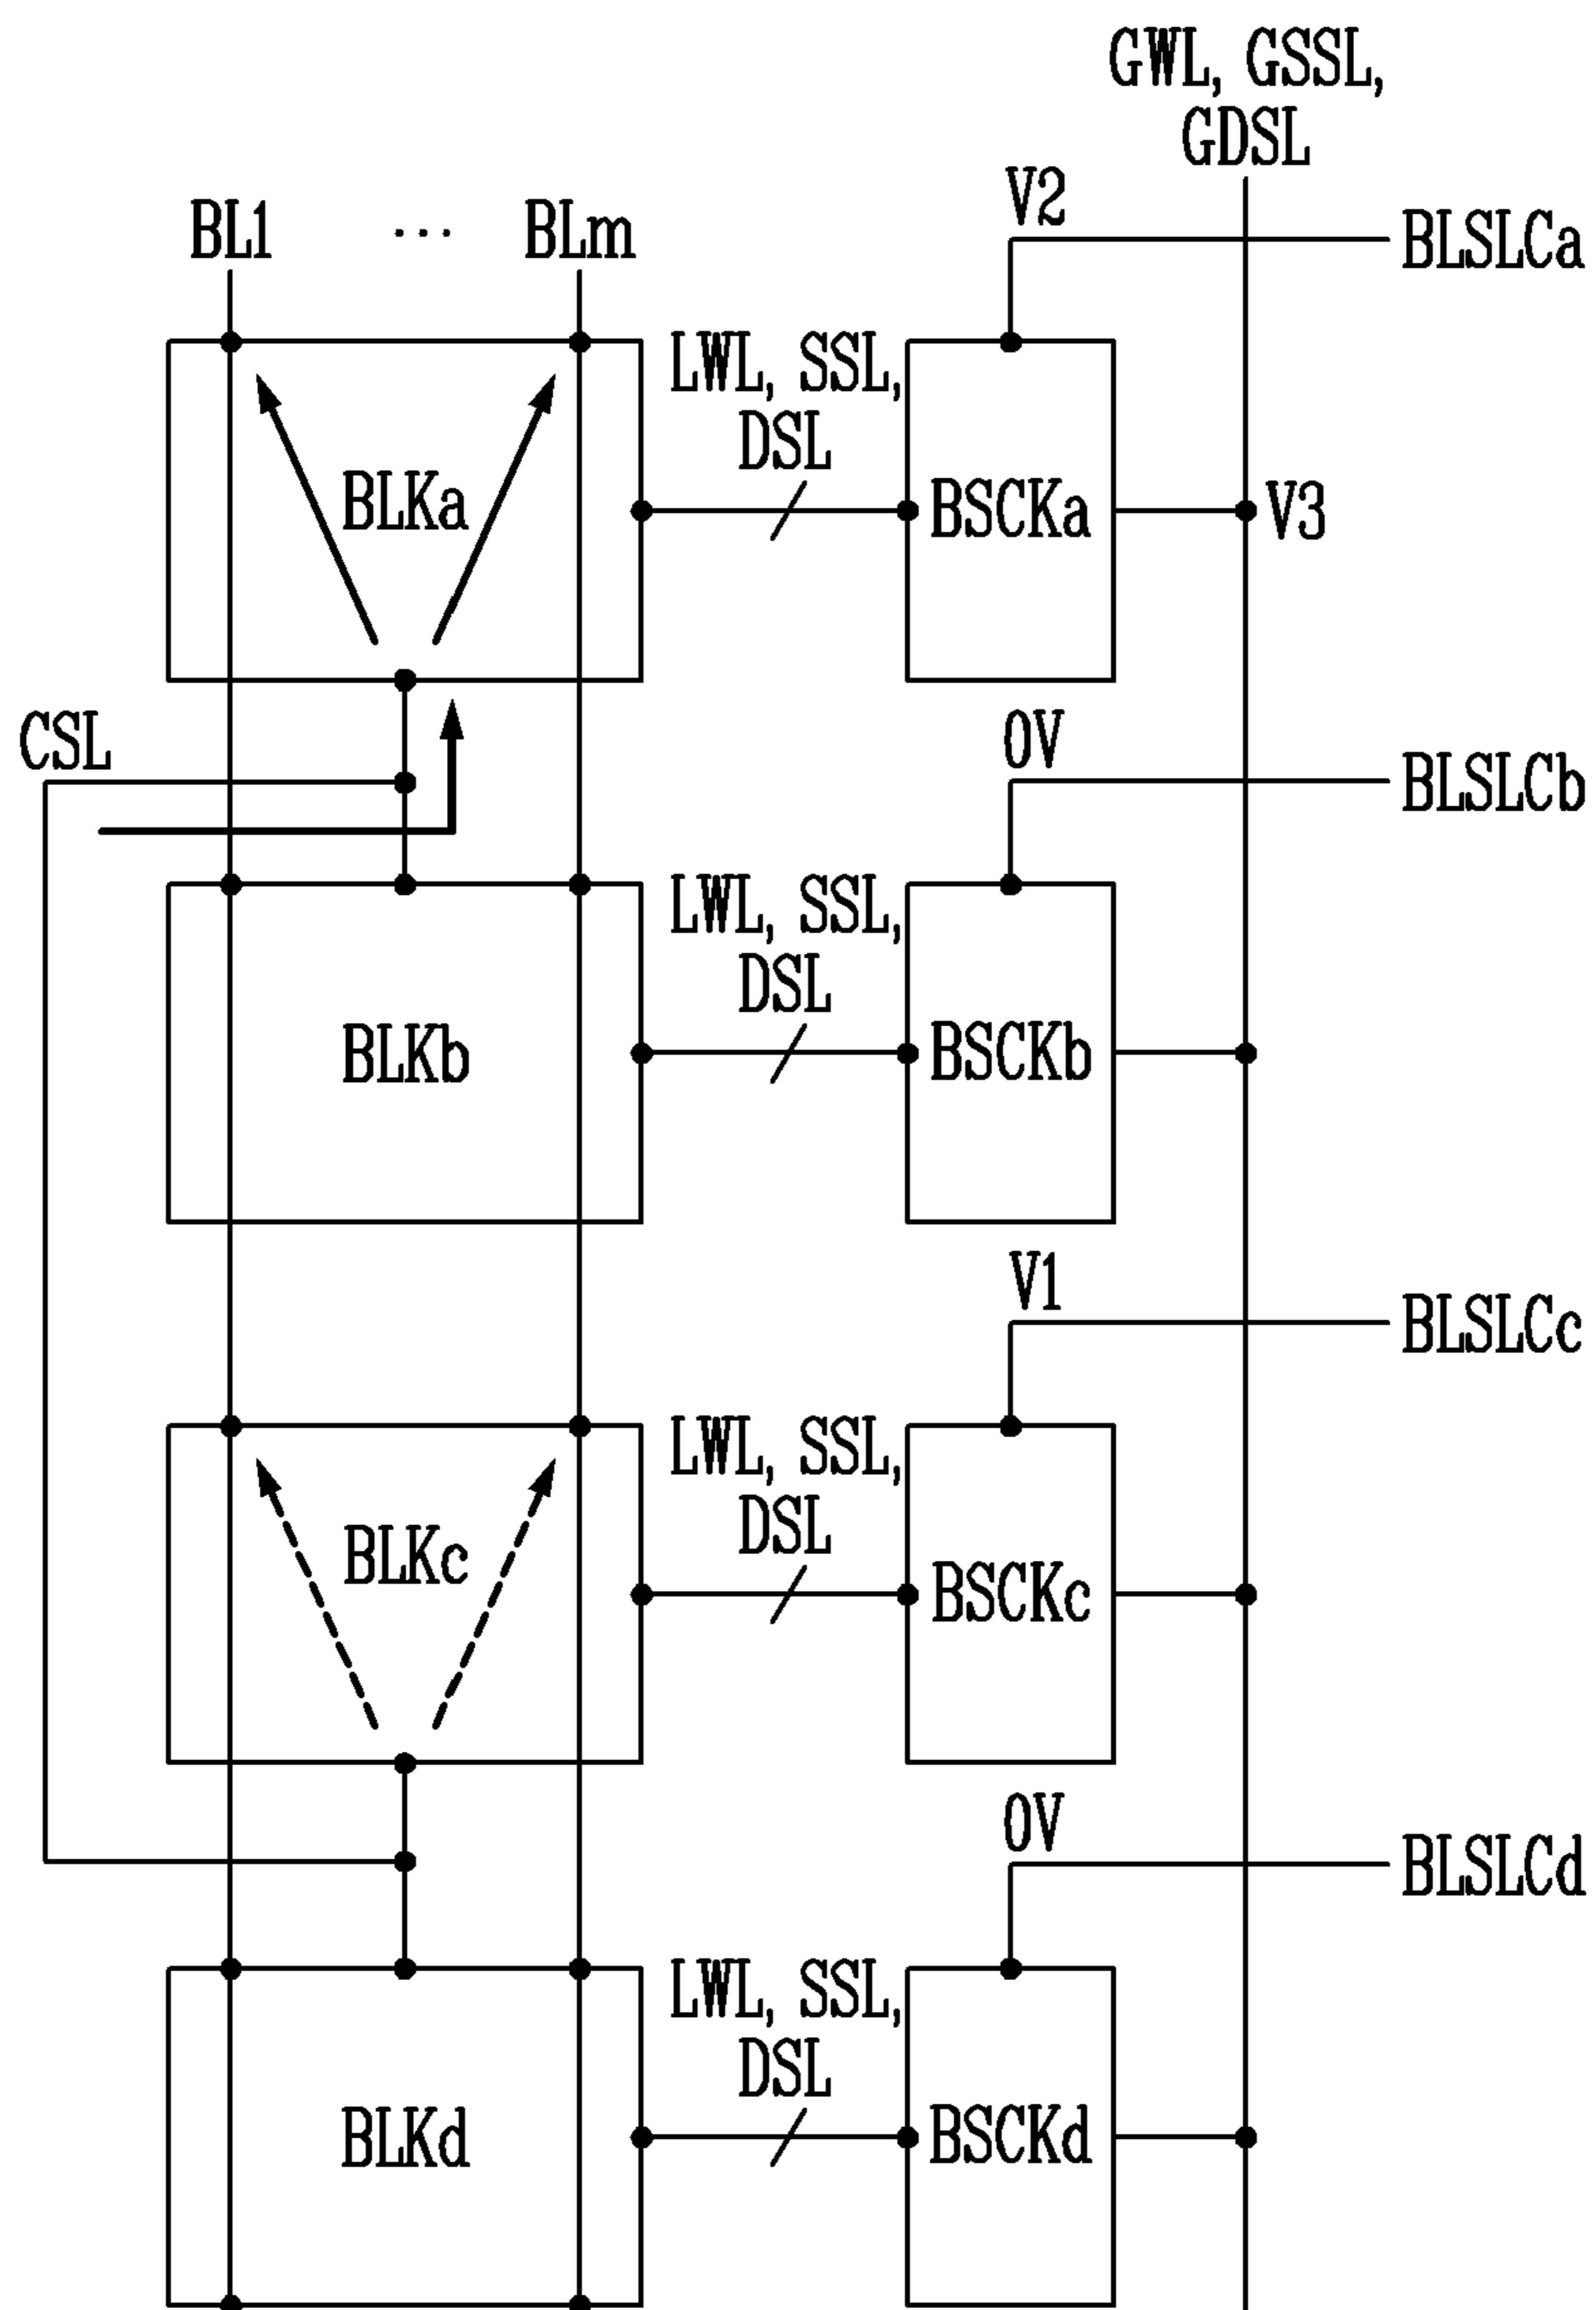 GWL, GSSL,
GDSL
V2
BLSLCa
BL1 ... BLm
LWL, SSL,
DSL
BLKa
BSCKa
V3
CSL
0V
BLSLCb
LWL, SSL,
DSL
BLKb
BSCKb
V1
BLSLCc
LWL, SSL,
DSL
BLKc
BSCKc
0V
BLSLCd
LWL, SSL,
DSL
BLKd
BSCKd